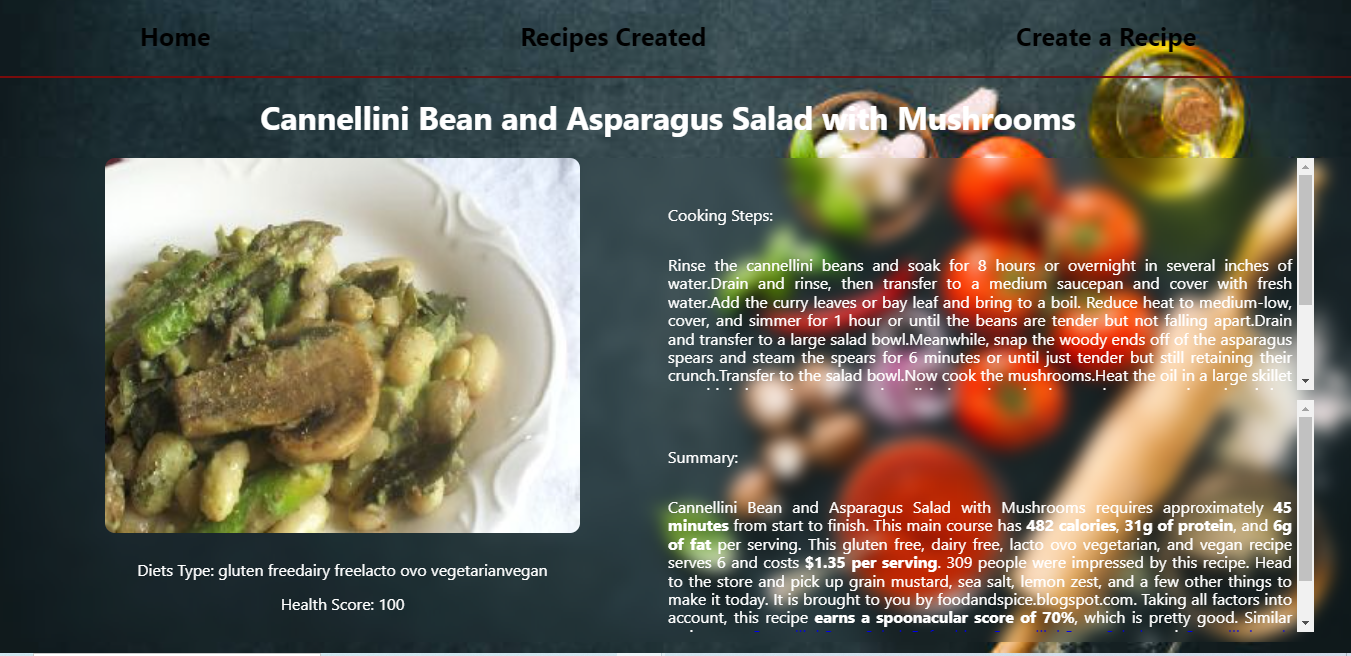 Home Recipes Created Create a Recipe
Cannellini Bean and Asparagus Salad with Mushrooms
Cooking Steps:
Rinse the cannellini beans and soak for 8 hours or overnight in several inches of
water.Drain and rinse, then transfer to a medium saucepan and cover with fresh
water.Add the curry leaves or bay leaf and bring to a boil. Reduce heat to medium-low,
cover, and simmer for 1 hour or until the beans are tender but not falling apart.Drain
and transfer to a large salad bowl.Meanwhile, snap the woody ends off of the asparagus
spears and steam the spears for 6 minutes or until just tender but still retaining their
crunch.Transfer to the salad bowl.Now cook the mushrooms.Heat the oil in a large skillet
Summary:
Cannellini Bean and Asparagus Salad with Mushrooms requires approximately 45
minutes from start to finish. This main course has 482 calories, 31g of protein, and 6g
of fat per serving. This gluten free, dairy free, lacto ovo vegetarian, and vegan recipe
serves 6 and costs $1.35 per serving. 309 people were impressed by this recipe. Head
to the store and pick up grain mustard, sea salt, lemon zest, and a few other things to
make it today. It is brought to you by foodandspice.blogspot.com. Taking all factors into
account, this recipe earns a spoonacular score of 70%, which is pretty good. Similar
Diets Type: gluten freedairy freelacto ovo vegetarianvegan
Health Score: 100